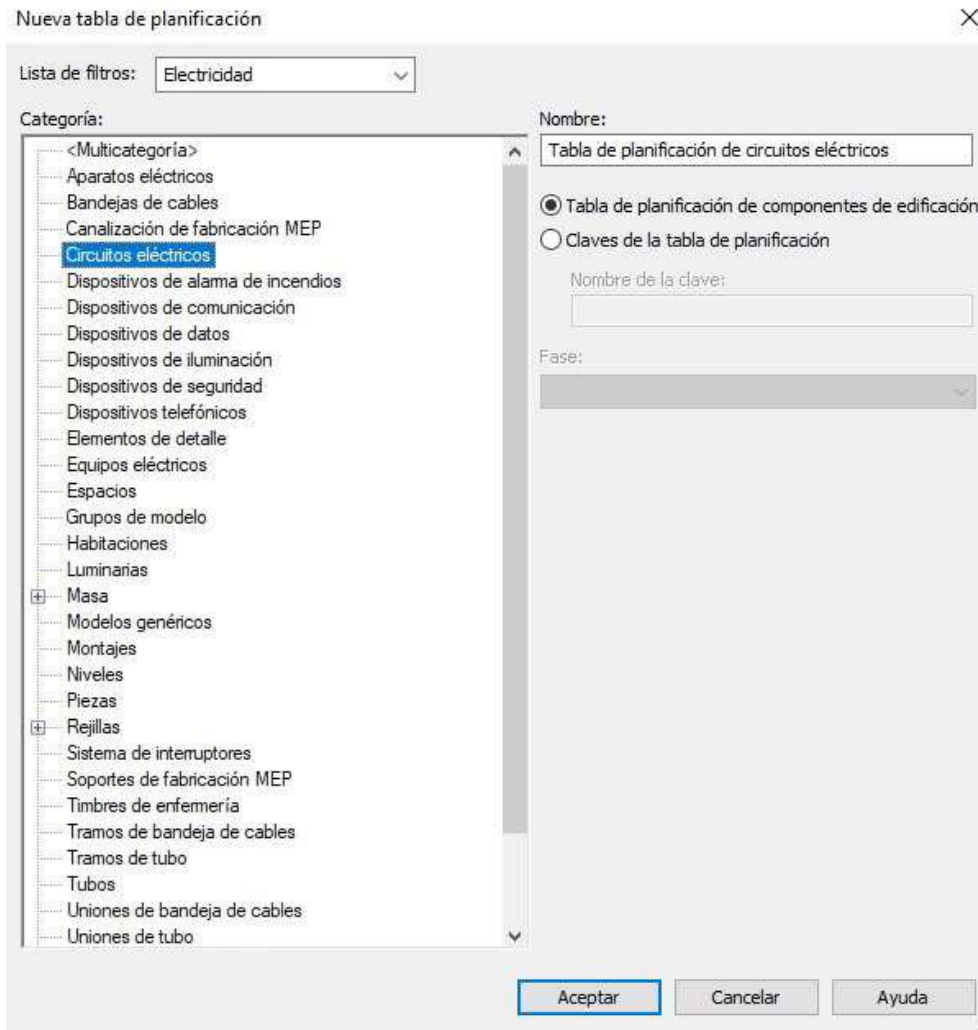 Nueva tabla de planificación
Lista de filtros: Electricidad
Categoría:
<Multicategoría>
Aparatos eléctricos
Bandejas de cables
Canalización de fabricación MEP
Circuitos eléctricos
Dispositivos de alarma de incendios
Dispositivos de comunicación
Dispositivos de datos
Dispositivos de iluminación
Dispositivos de seguridad
Dispositivos telefónicos
Elementos de detalle
Equipos eléctricos
Espacios
Grupos de modelo
Habitaciones
Luminarias
Masa
Modelos genéricos
Montajes
Niveles
Piezas
Rejillas
Sistema de interruptores
Soportes de fabricación MEP
Timbres de enfermería
Tramos de bandeja de cables
Tramos de tubo
Tubos
Uniones de bandeja de cables
Uniones de tubo
Nombre:
Tabla de planificación de circuitos eléctricos
Tabla de planificación de componentes de edificación
Claves de la tabla de planificación
Nombre de la clave:
Fase:
Aceptar Cancelar Ayuda